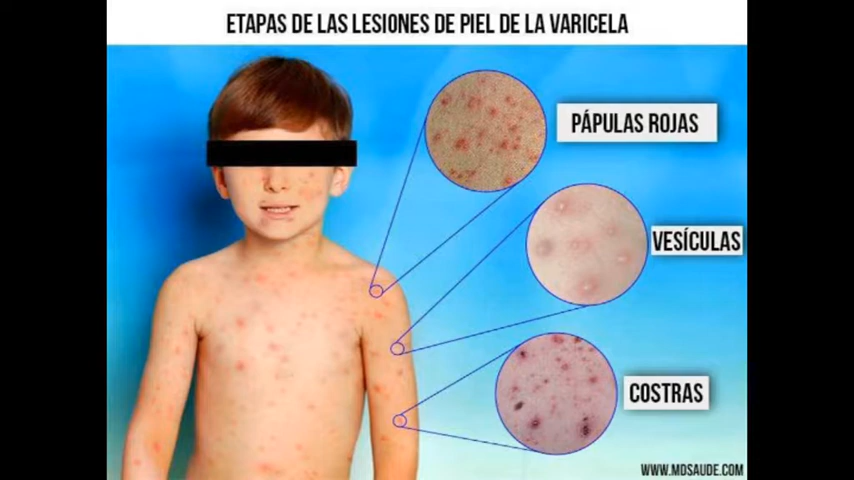 ETAPAS DE LAS LESIONES DE PIEL DE LA VARICELA
PÁPULAS ROJAS
VESÍCULAS
COSTRAS
WWW.MDSAUDE.COM